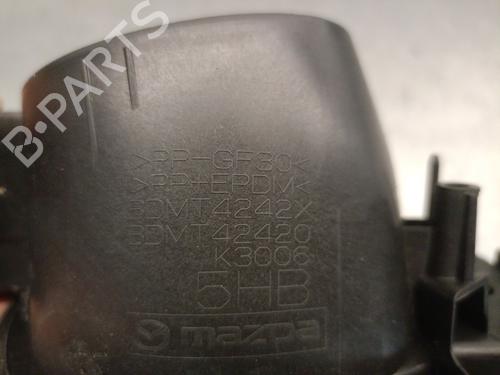 B-PARTS
>PP-GF30<
>PP+EPDM<
BDMT4242X
BDMT42420
K3006
5HB
mazda